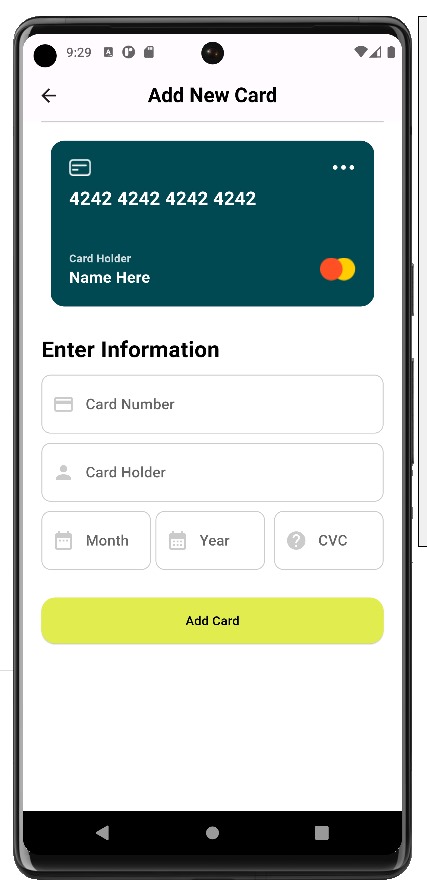 9:29
Add New Card
4242 4242 4242 4242
Card Holder
Name Here
Enter Information
Card Number
Card Holder
Month Year CVC
Add Card